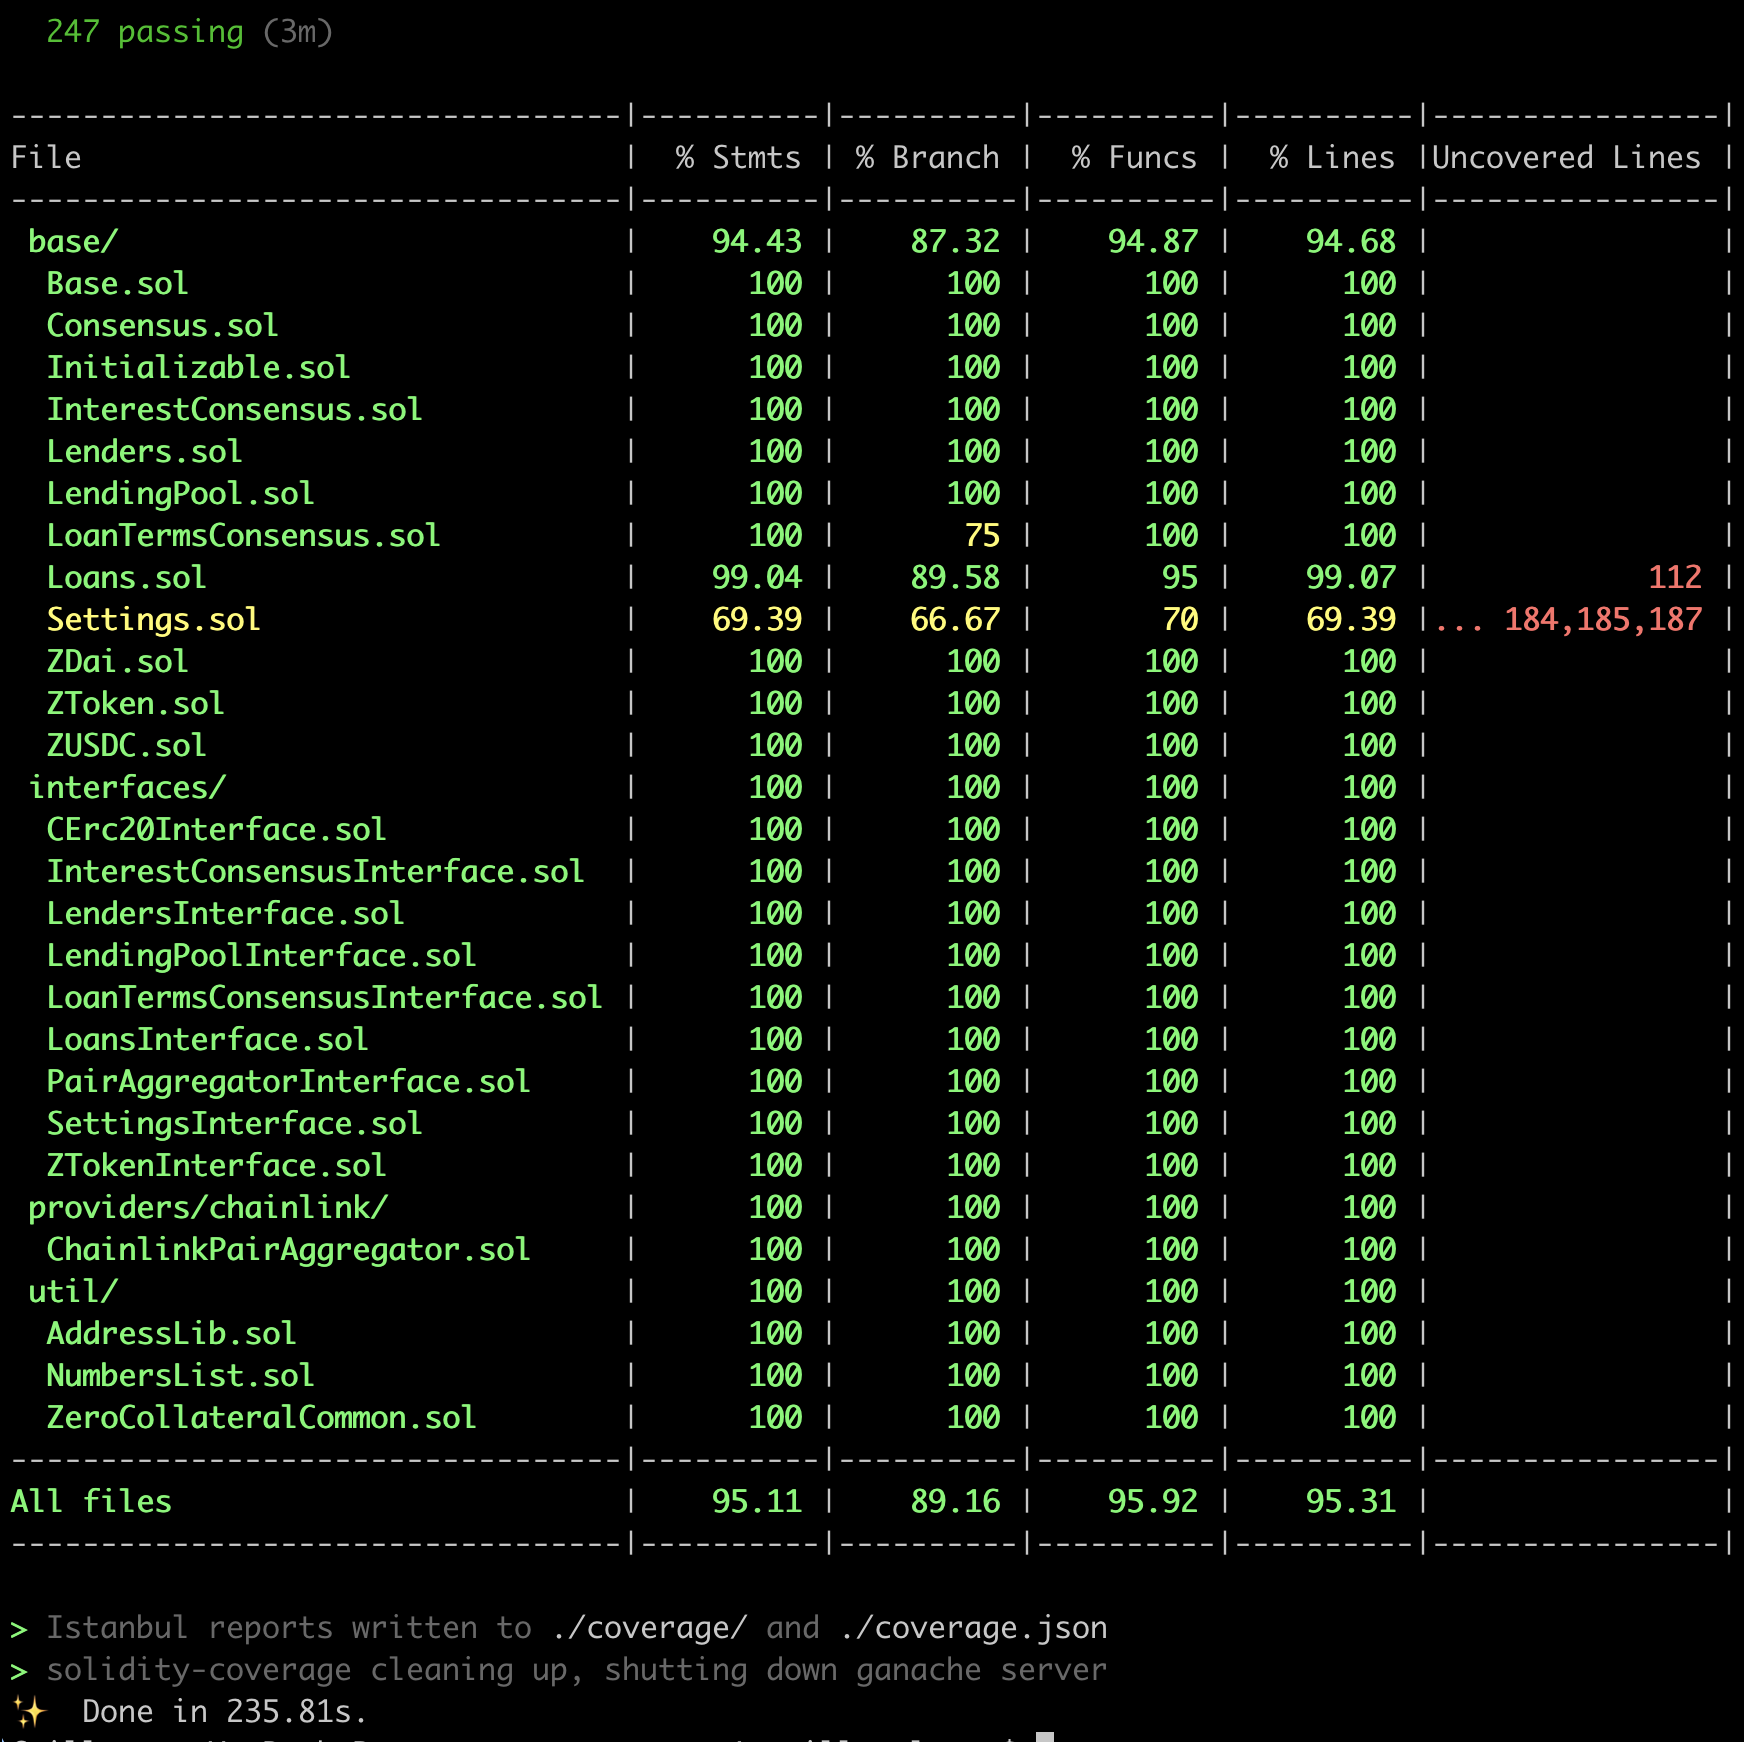 247 passing (3m)
---------------------------------|----------|----------|----------|----------|----------------|
File | % Stmts | % Branch | % Funcs | % Lines |Uncovered Lines |
---------------------------------|----------|----------|----------|----------|----------------|
base/ | 94.43 | 87.32 | 94.87 | 94.68 | |
Base.sol | 100 | 100 | 100 | 100 | |
Consensus.sol | 100 | 100 | 100 | 100 | |
Initializable.sol | 100 | 100 | 100 | 100 | |
InterestConsensus.sol | 100 | 100 | 100 | 100 | |
Lenders.sol | 100 | 100 | 100 | 100 | |
LendingPool.sol | 100 | 100 | 100 | 100 | |
LoanTermsConsensus.sol | 100 | 75 | 100 | 100 | |
Loans.sol | 99.04 | 89.58 | 95 | 99.07 | 112 |
Settings.sol | 69.39 | 66.67 | 70 | 69.39 |... 184,185,187 |
ZDai.sol | 100 | 100 | 100 | 100 | |
ZToken.sol | 100 | 100 | 100 | 100 | |
ZUSDC.sol | 100 | 100 | 100 | 100 | |
interfaces/ | 100 | 100 | 100 | 100 | |
CErc20Interface.sol | 100 | 100 | 100 | 100 | |
InterestConsensusInterface.sol | 100 | 100 | 100 | 100 | |
LendersInterface.sol | 100 | 100 | 100 | 100 | |
LendingPoolInterface.sol | 100 | 100 | 100 | 100 | |
LoanTermsConsensusInterface.sol | 100 | 100 | 100 | 100 | |
LoansInterface.sol | 100 | 100 | 100 | 100 | |
PairAggregatorInterface.sol | 100 | 100 | 100 | 100 | |
SettingsInterface.sol | 100 | 100 | 100 | 100 | |
ZTokenInterface.sol | 100 | 100 | 100 | 100 | |
providers/chainlink/ | 100 | 100 | 100 | 100 | |
ChainlinkPairAggregator.sol | 100 | 100 | 100 | 100 | |
util/ | 100 | 100 | 100 | 100 | |
AddressLib.sol | 100 | 100 | 100 | 100 | |
NumbersList.sol | 100 | 100 | 100 | 100 | |
ZeroCollateralCommon.sol | 100 | 100 | 100 | 100 | |
---------------------------------|----------|----------|----------|----------|----------------|
All files | 95.11 | 89.16 | 95.92 | 95.31 | |
---------------------------------|----------|----------|----------|----------|----------------|
> Istanbul reports written to ./coverage/ and ./coverage.json
> solidity-coverage cleaning up, shutting down ganache server
✨ Done in 235.81s.